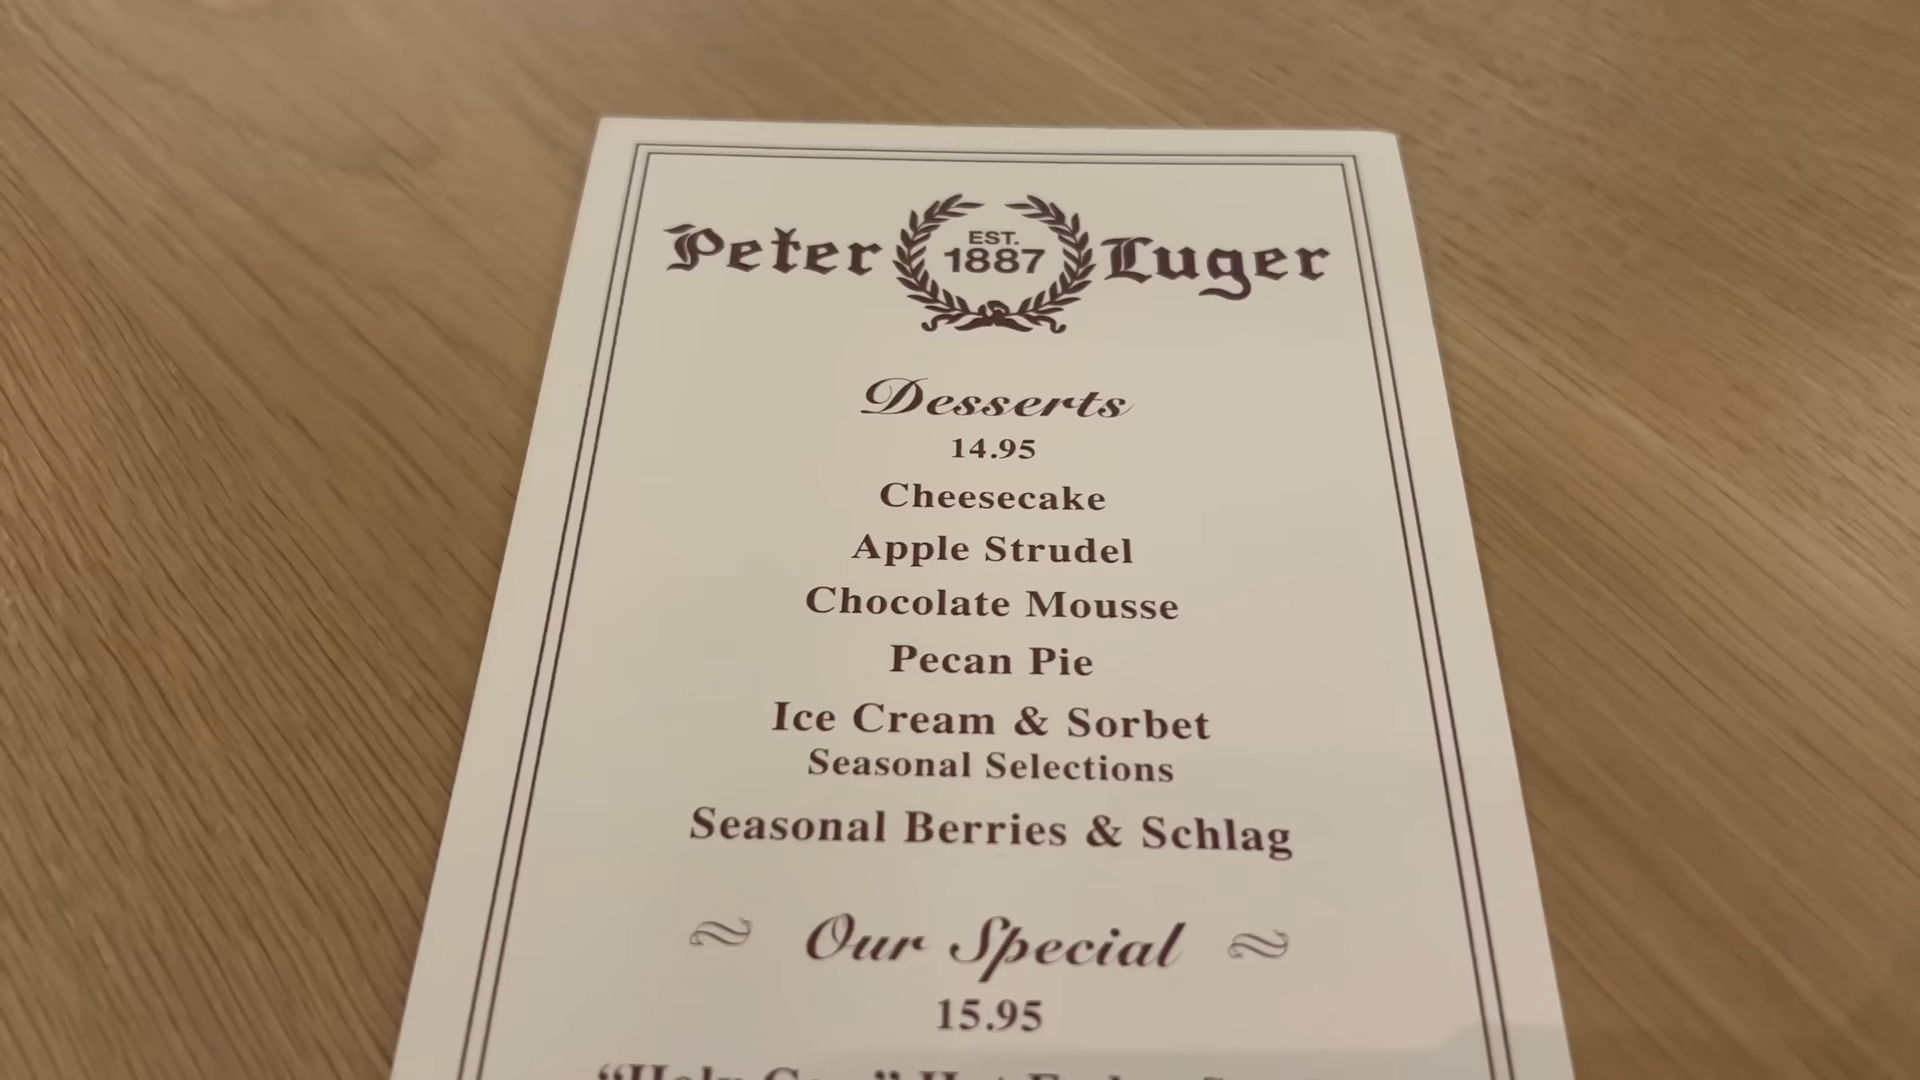 Peter EST. 1887 Luger
Desserts
14.95
Cheesecake
Apple Strudel
Chocolate Mousse
Pecan Pie
Ice Cream & Sorbet
Seasonal Selections
Seasonal Berries & Schlag
Our Special
15.95